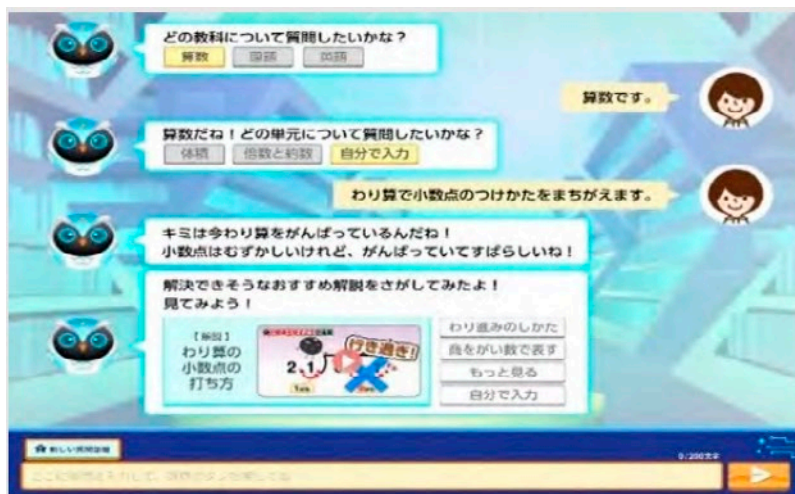 どの教科について質問したいかな？
算数 国語 英語
算数です。
算数だね！どの単元について質問したいかな？
体積 倍数と約数 自分で入力
わり算で小数点のつけかたをまちがえます。
キミは今わり算をがんばっているんだね！
小数点はむずかしいけれど、がんばっていてすばらしいね！
解決できそうなおすすめ解説をさがしてみたよ！
見てみよう！
【解説】
わり算の
小数点の
打ち方
行き過ぎ！
2.1
わり進みのしかた
商をがい数で表す
もっと見る
自分で入力
0/200文字